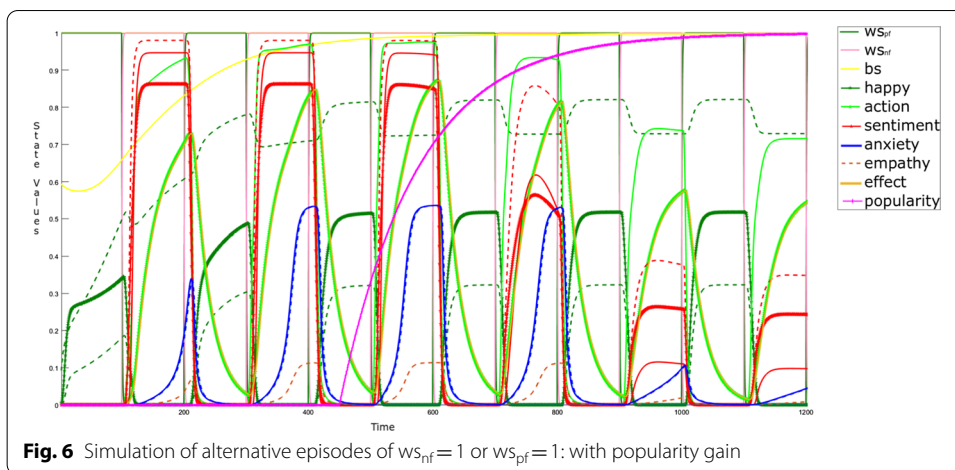 1
0.9
0.8
0.7
0.6
0.5
0.4
0.3
0.2
0.1
0
State Values
200
400
600
800
1000
1200
Time
ws_pf
ws_nf
bs
happy
action
sentiment
anxiety
empathy
effect
popularity
Fig. 6 Simulation of alternative episodes of ws_nf = 1 or ws_pf = 1: with popularity gain